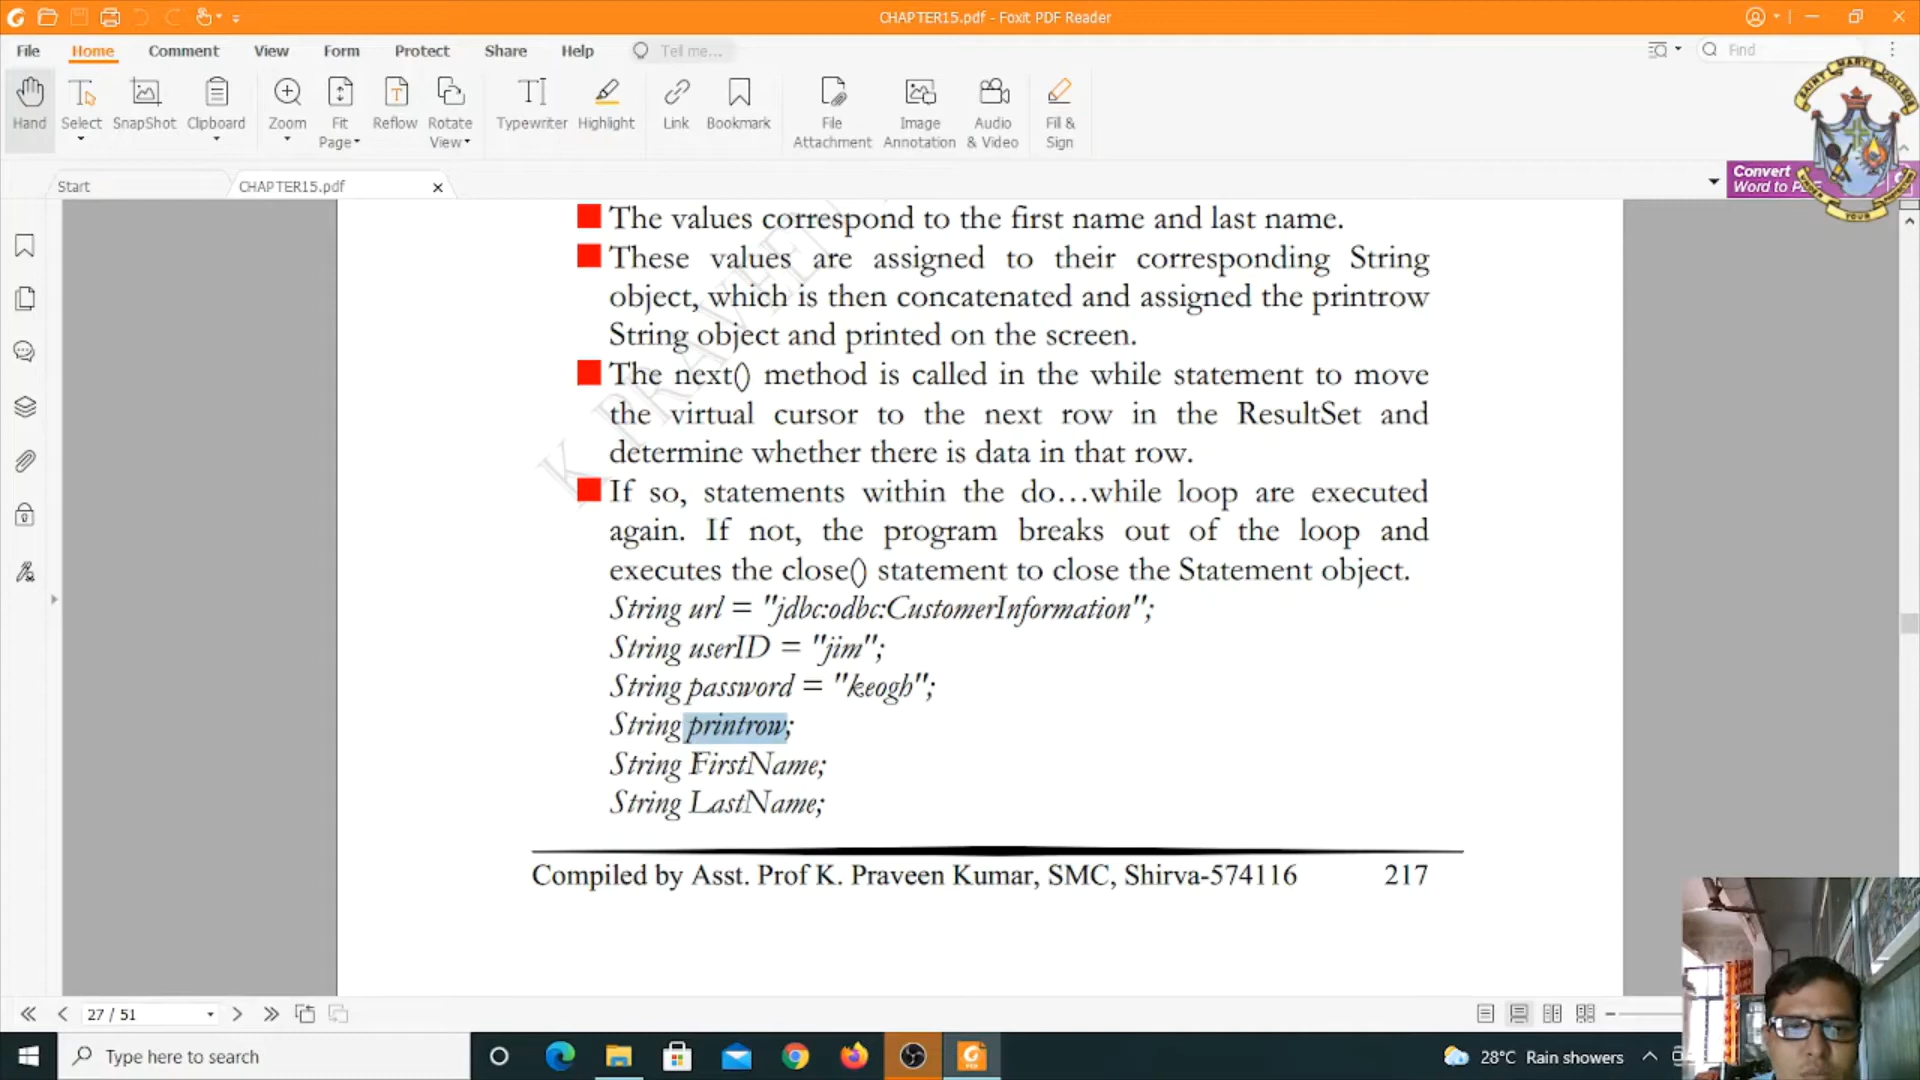 CHAPTER15.pdf - Foxit PDF Reader
File Home Comment View Form Protect Share Help Tell me... Find
Hand Select SnapShot Clipboard Zoom Fit Page Reflow Rotate View Typewriter Highlight Link Bookmark File Attachment Image Annotation Audio & Video Fill & Sign
SAINT MARY'S COLLEGE
YOUR
Start CHAPTER15.pdf
Convert
Word to
The values correspond to the first name and last name.
These values are assigned to their corresponding String
object, which is then concatenated and assigned the printrow
String object and printed on the screen.
The next() method is called in the while statement to move
the virtual cursor to the next row in the ResultSet and
determine whether there is data in that row.
If so, statements within the do…while loop are executed
again. If not, the program breaks out of the loop and
executes the close() statement to close the Statement object.
String url = "jdbc:odbc:CustomerInformation";
String userID = "jim";
String password = "keogh";
String printrow;
String FirstName;
String LastName;
K PRAVEE
Compiled by Asst. Prof K. Praveen Kumar, SMC, Shirva-574116 217
27 / 51
Type here to search
28°C Rain showers